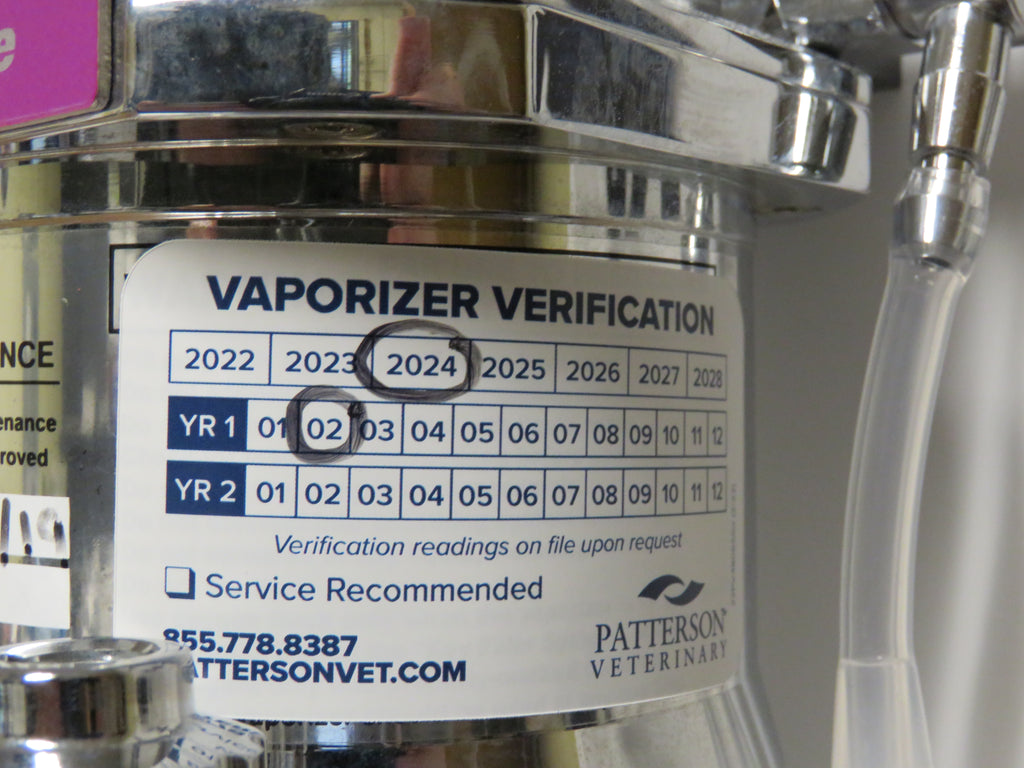 e
VAPORIZER VERIFICATION
2022 2023 2024 2025 2026 2027 2028
YR 1 01 02 03 04 05 06 07 08 09 10 11 12
YR 2 01 02 03 04 05 06 07 08 09 10 11 12
Verification readings on file upon request
Service Recommended
855.778.8387
ATTERSONVET.COM
PATTERSON
VETERINARY
NCE
enance
roved